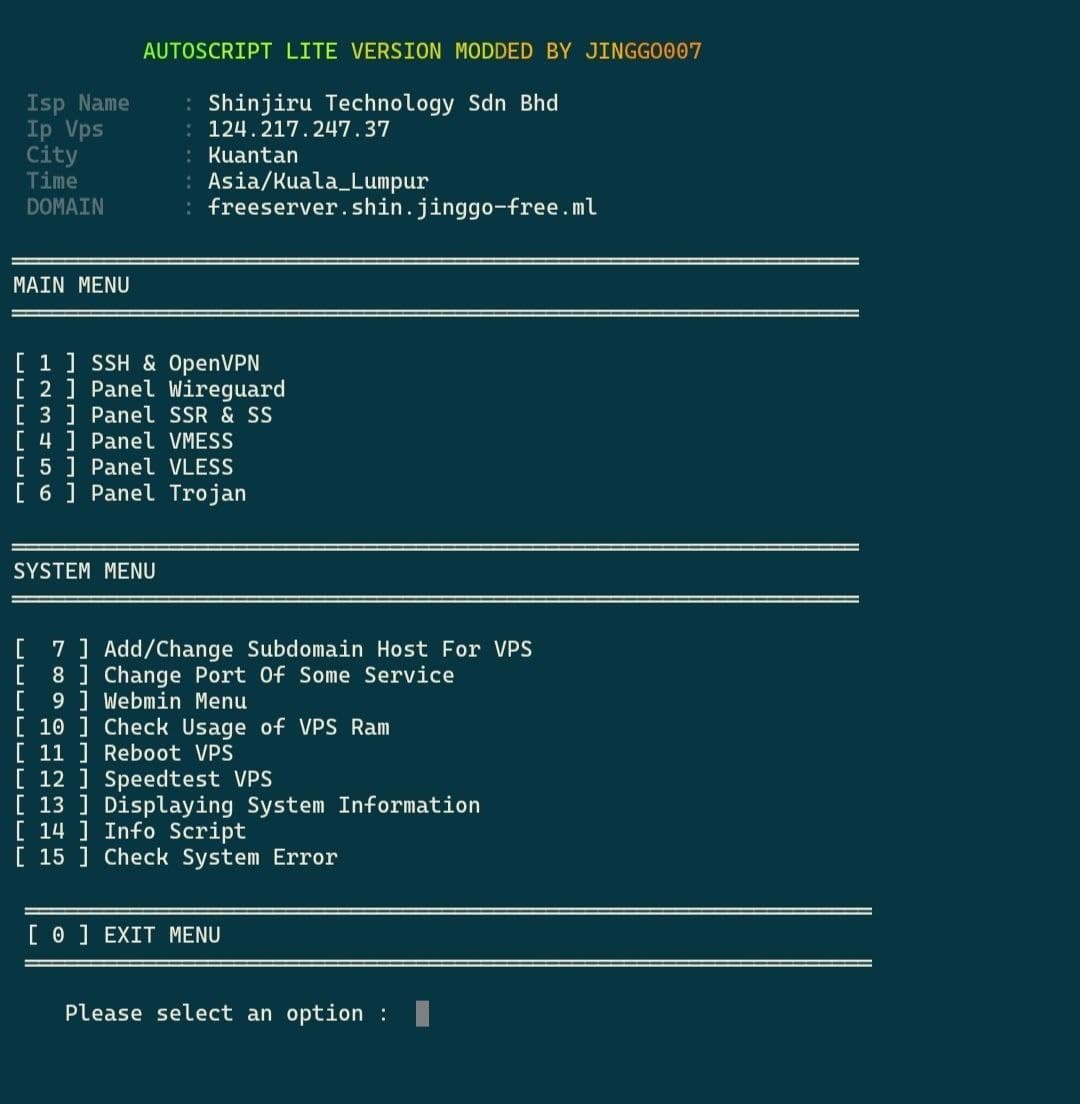 AUTOSCRIPT LITE VERSION MODDED BY JINGGO007
Isp Name : Shinjiru Technology Sdn Bhd
Ip Vps : 124.217.247.37
City : Kuantan
Time : Asia/Kuala_Lumpur
DOMAIN : freeserver.shin.jinggo-free.ml
MAIN MENU
[ 1 ] SSH & OpenVPN
[ 2 ] Panel Wireguard
[ 3 ] Panel SSR & SS
[ 4 ] Panel VMESS
[ 5 ] Panel VLESS
[ 6 ] Panel Trojan
SYSTEM MENU
[ 7 ] Add/Change Subdomain Host For VPS
[ 8 ] Change Port Of Some Service
[ 9 ] Webmin Menu
[ 10 ] Check Usage of VPS Ram
[ 11 ] Reboot VPS
[ 12 ] Speedtest VPS
[ 13 ] Displaying System Information
[ 14 ] Info Script
[ 15 ] Check System Error
[ 0 ] EXIT MENU
Please select an option :